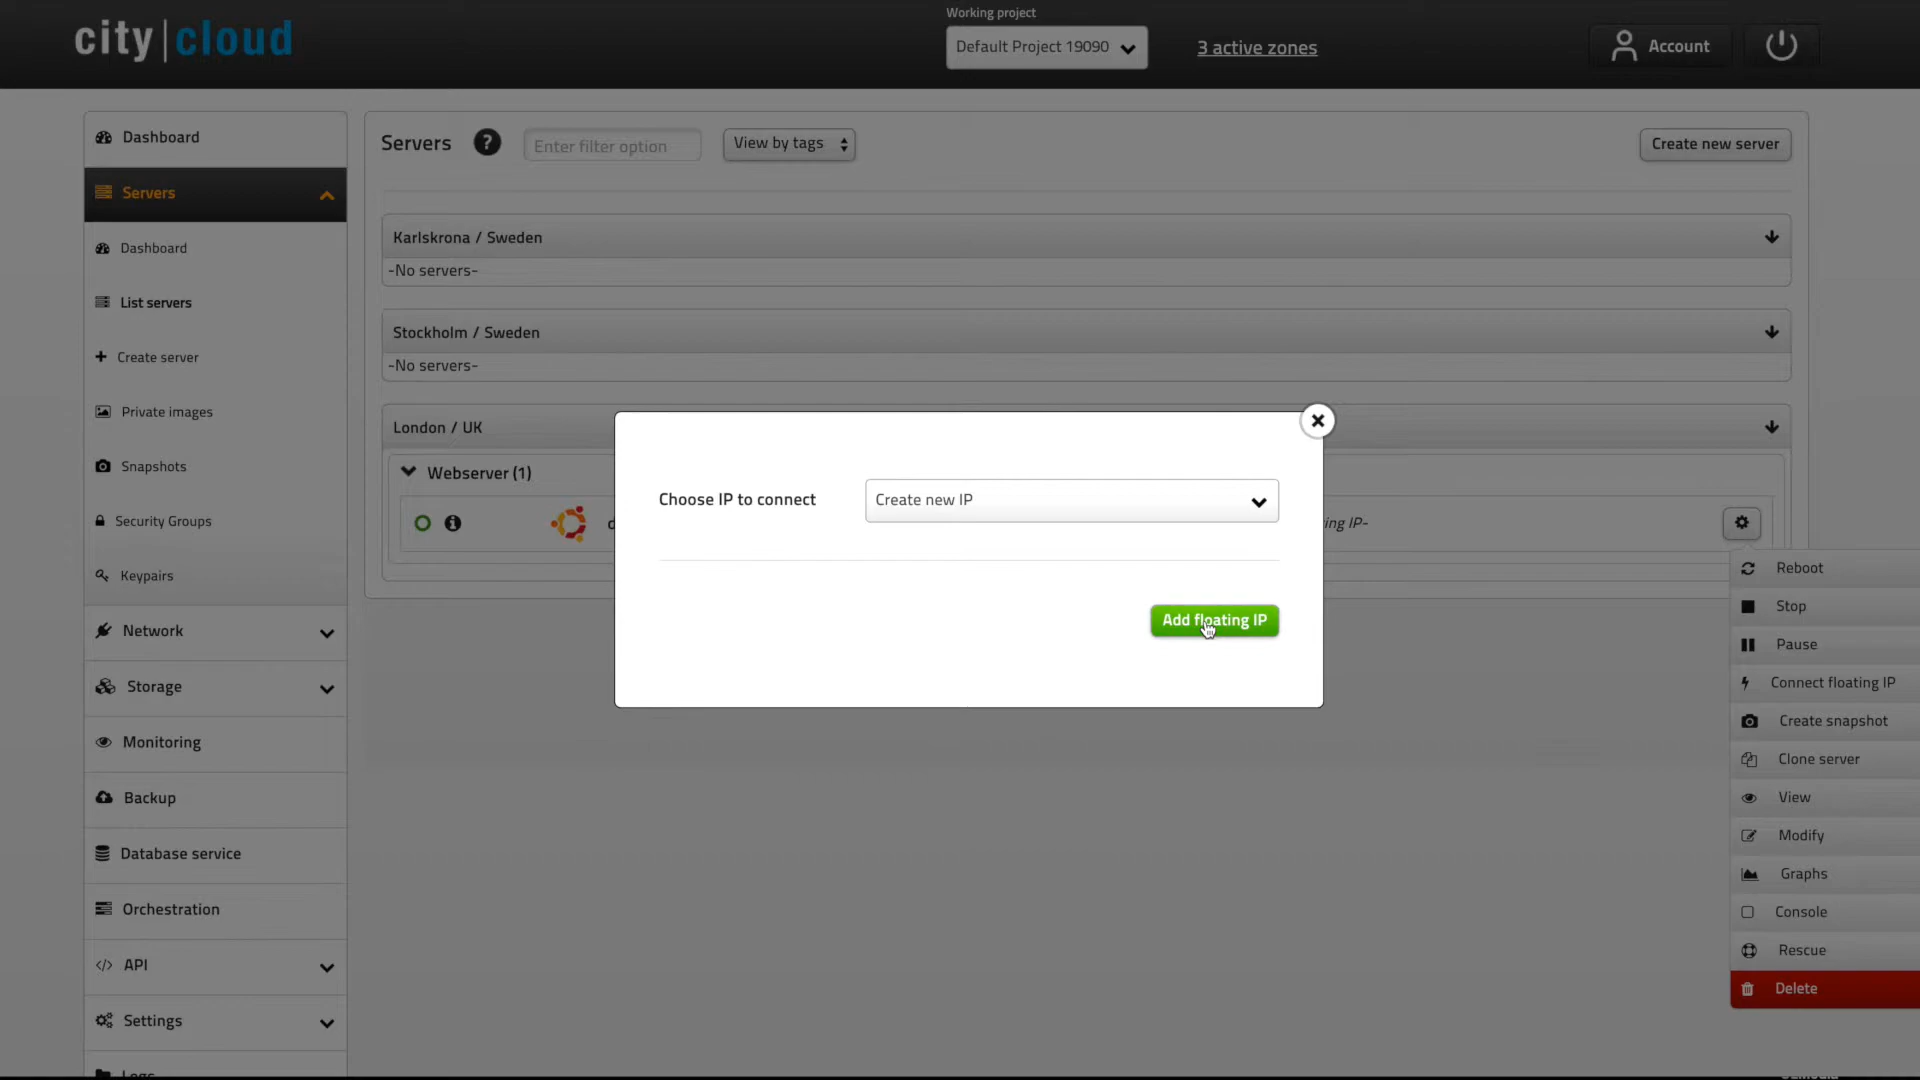 Working project
city|cloud
Default Project 19090
3 active zones
Account
Dashboard
Servers
Dashboard
List servers
Create server
Private images
Snapshots
Security Groups
Keypairs
Network
Storage
Monitoring
Backup
Database service
Orchestration
API
Settings
Logs
Servers
?
Enter filter option
View by tags
Create new server
Karlskrona / Sweden
-No servers-
Stockholm / Sweden
-No servers-
London / UK
Webserver (1)
ing IP-
Choose IP to connect
Create new IP
Add floating IP
Reboot
Stop
Pause
Connect floating IP
Create snapshot
Clone server
View
Modify
Graphs
Console
Rescue
Delete